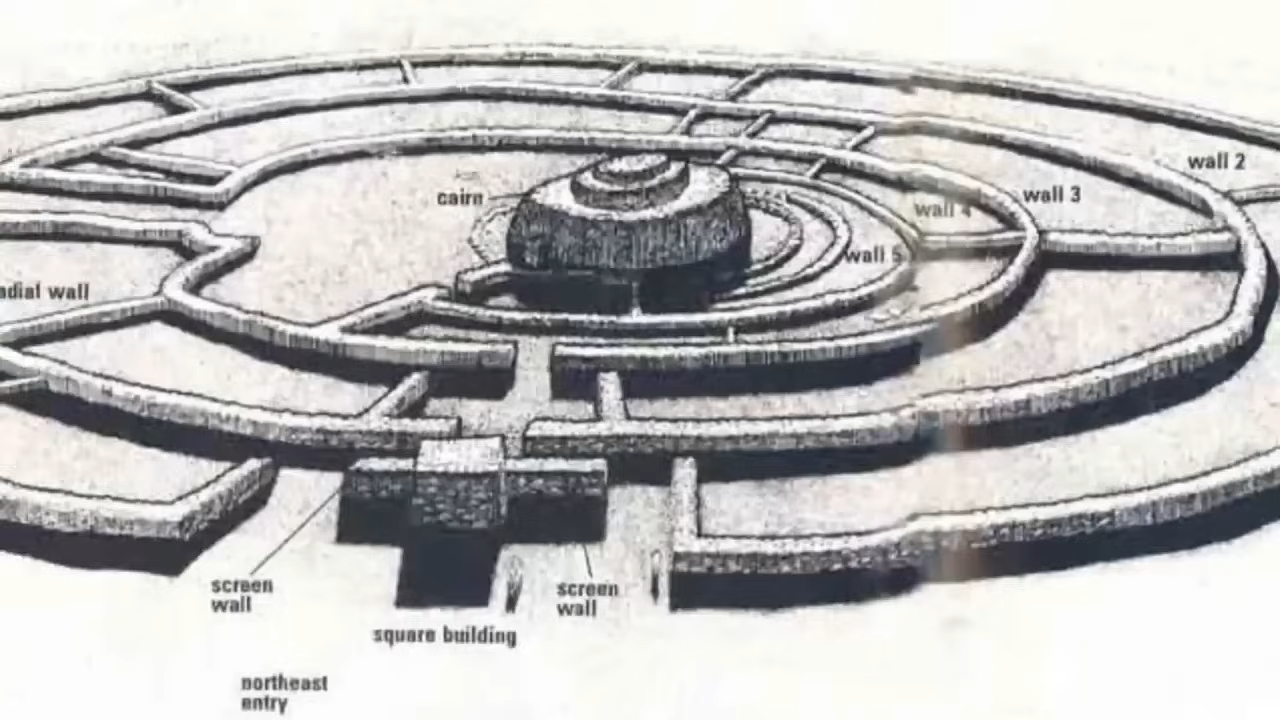 wall 2
cairn
wall 3
wall 4
wall 5
adial wall
screen
wall
screen
wall
square building
northeast
entry